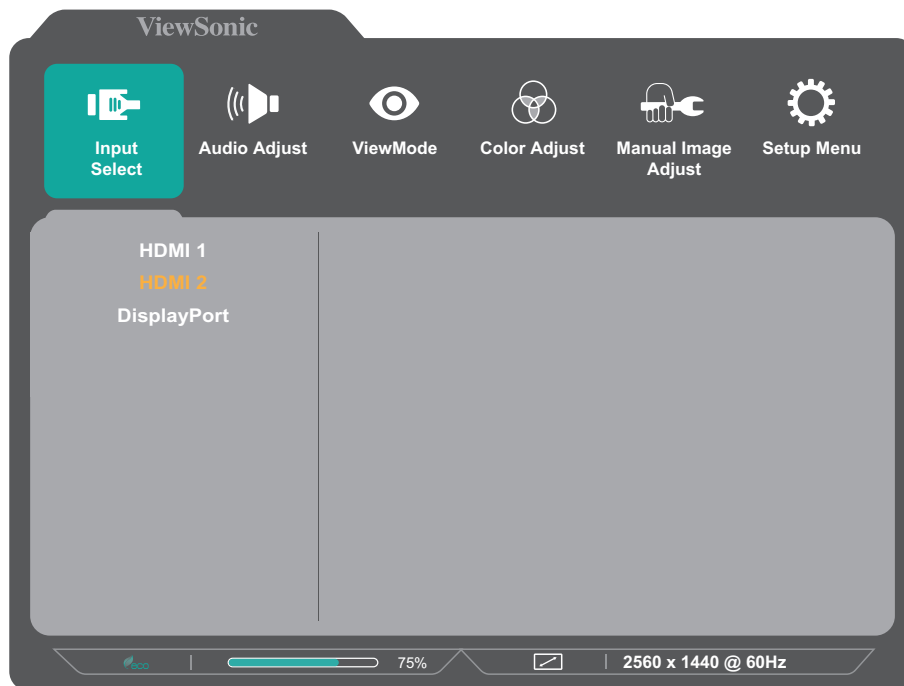 ViewSonic
Input
Select
Audio Adjust
ViewMode
Color Adjust
Manual Image
Adjust
Setup Menu
HDMI 1
HDMI 2
DisplayPort
eco
75%
2560 x 1440 @ 60Hz